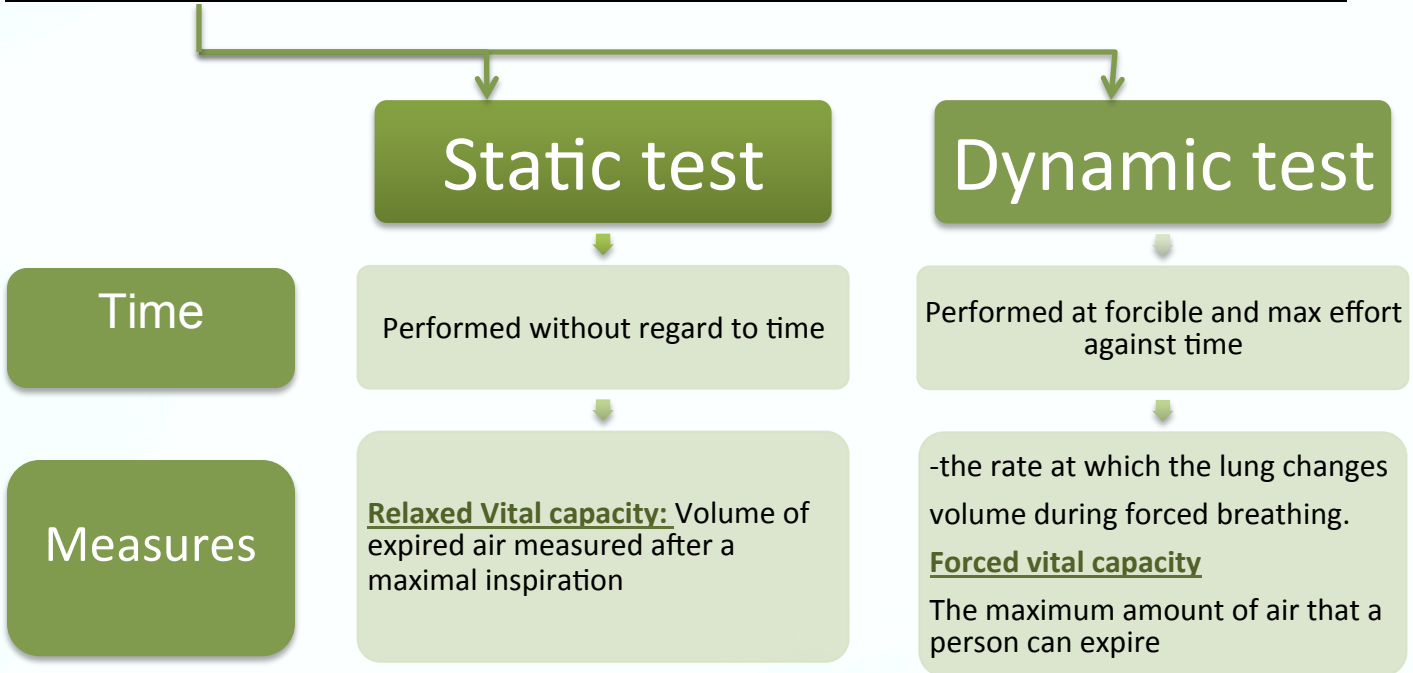 Static test
Dynamic test
Time
Performed without regard to time
Performed at forcible and max effort
against time
Measures
Relaxed Vital capacity: Volume of
expired air measured after a
maximal inspiration
-the rate at which the lung changes
volume during forced breathing.
Forced vital capacity
The maximum amount of air that a
person can expire